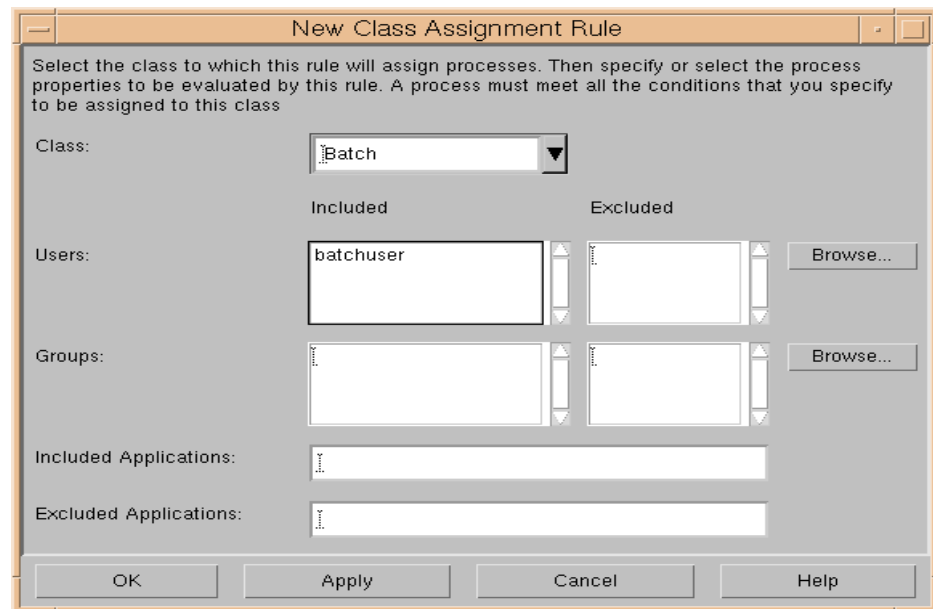 New Class Assignment Rule
Select the class to which this rule will assign processes. Then specify or select the process
properties to be evaluated by this rule. A process must meet all the conditions that you specify
to be assigned to this class
Class:
Batch
Included Excluded
Users:
batchuser
Browse...
Groups:
Browse...
Included Applications:
Excluded Applications:
OK Apply Cancel Help